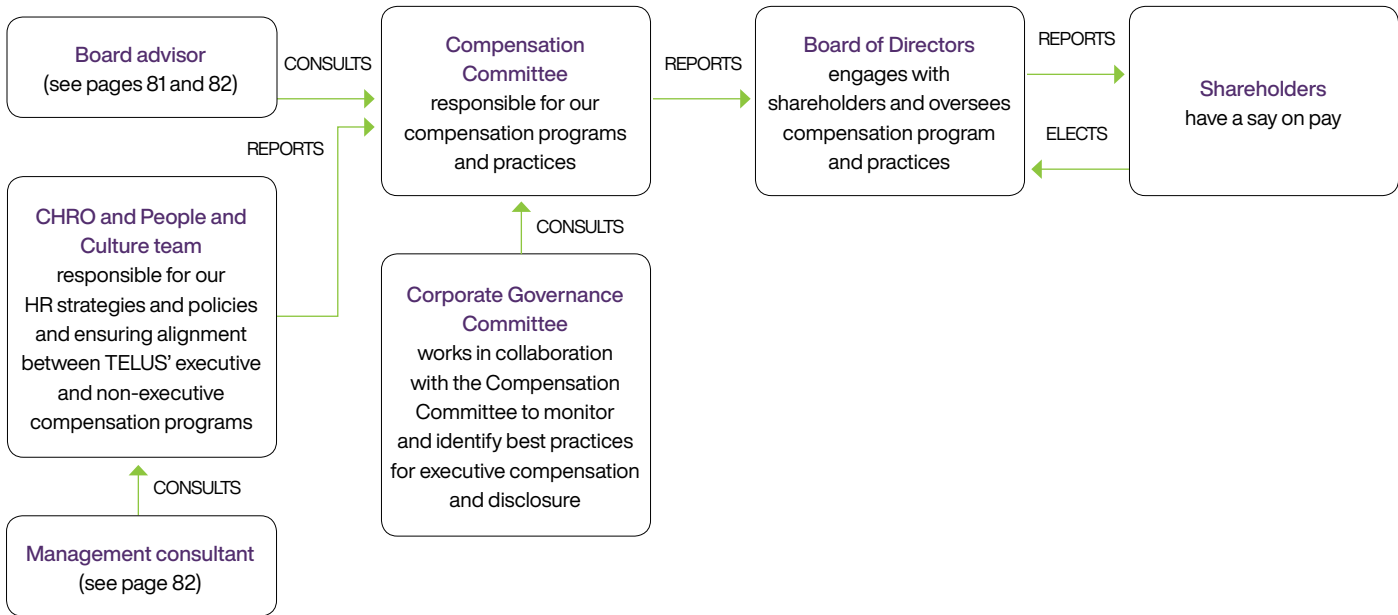 Board advisor
(see pages 81 and 82)
CONSULTS
Compensation
Committee
responsible for our
compensation programs
and practices
REPORTS
Board of Directors
engages with
shareholders and oversees
compensation program
and practices
REPORTS
ELECTS
Shareholders
have a say on pay
REPORTS
CHRO and People and
Culture team
responsible for our
HR strategies and policies
and ensuring alignment
between TELUS’ executive
and non-executive
compensation programs
CONSULTS
Corporate Governance
Committee
works in collaboration
with the Compensation
Committee to monitor
and identify best practices
for executive compensation
and disclosure
CONSULTS
Management consultant
(see page 82)